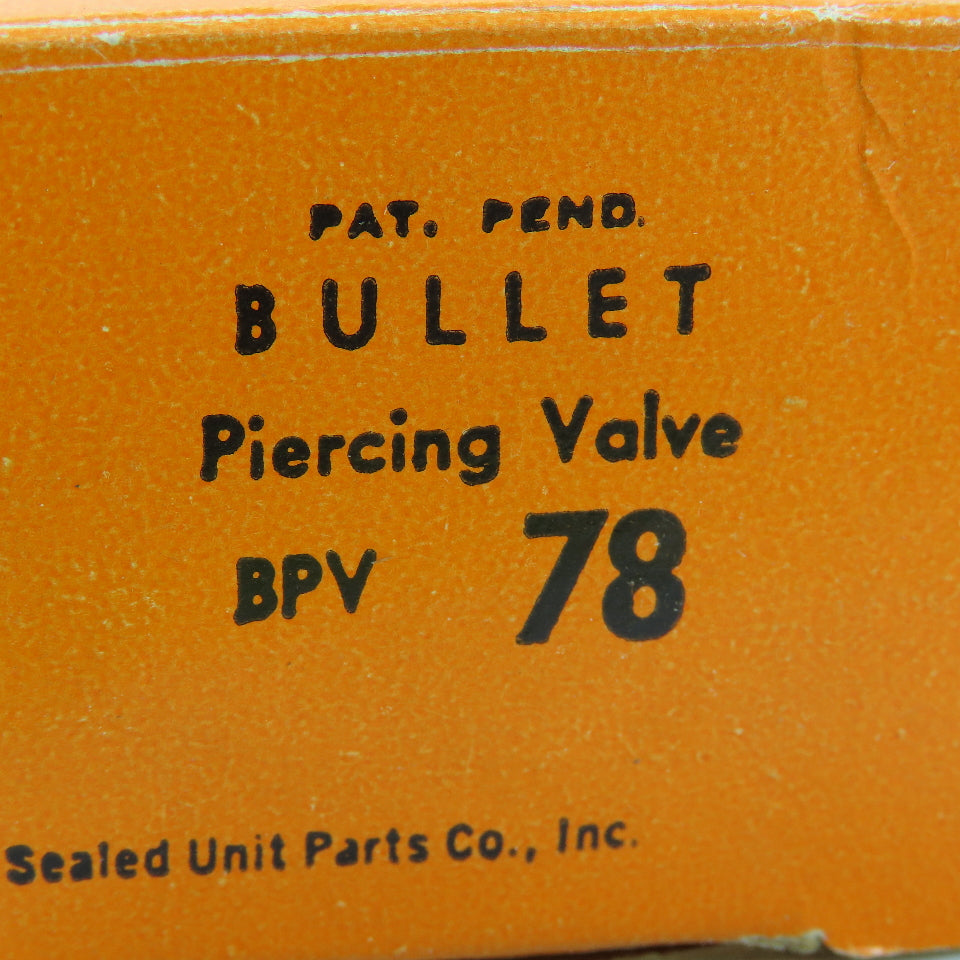 PAT. PEND.
BULLET
Piercing Valve
BPV 78
Sealed Unit Parts Co., Inc.